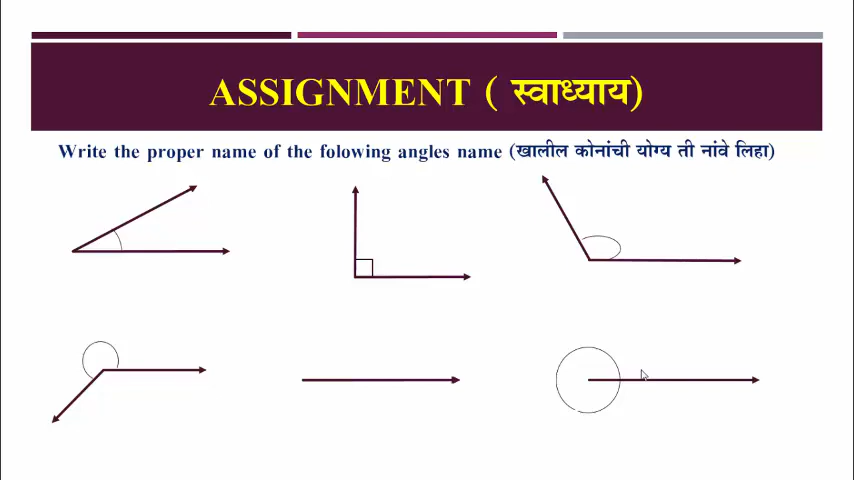 ASSIGNMENT ( स्वाध्याय)
Write the proper name of the folowing angles name (खालील कोनांची योग्य ती नांवे लिहा)